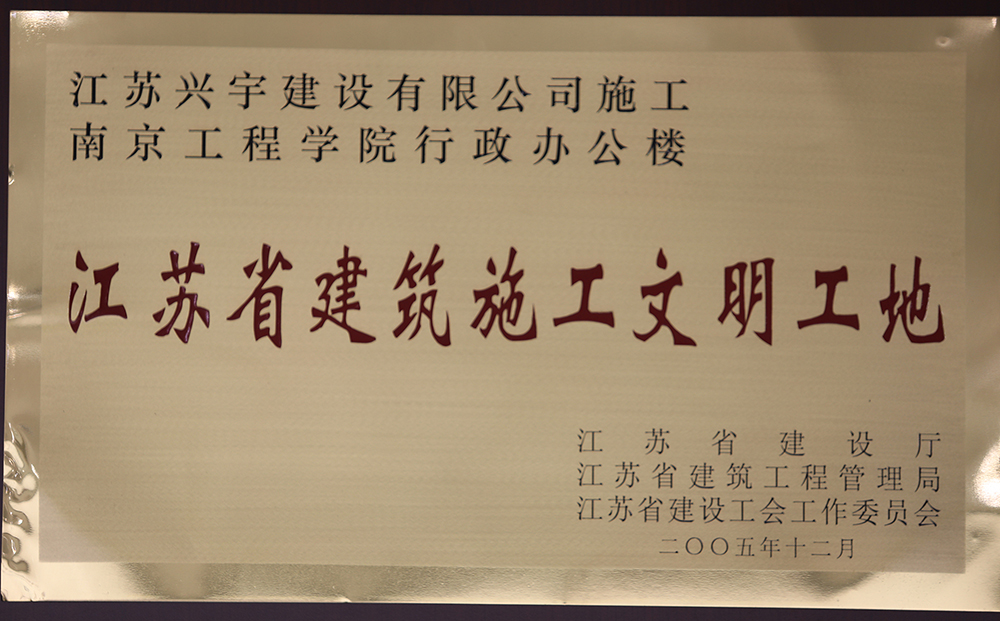 江苏兴宇建设有限公司施工
南京工程学院行政办公楼
江苏省建筑施工文明工地
江苏省建设厅
江苏省建筑工程管理局
江苏省建设工会工作委员会
二〇〇五年十二月